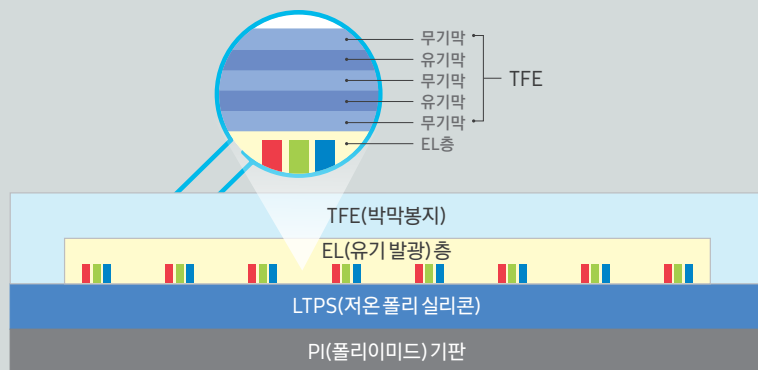 무기막
유기막
무기막
유기막
무기막
EL층
TFE
TFE(박막봉지)
EL(유기 발광) 층
LTPS(저온 폴리 실리콘)
PI(폴리이미드) 기판